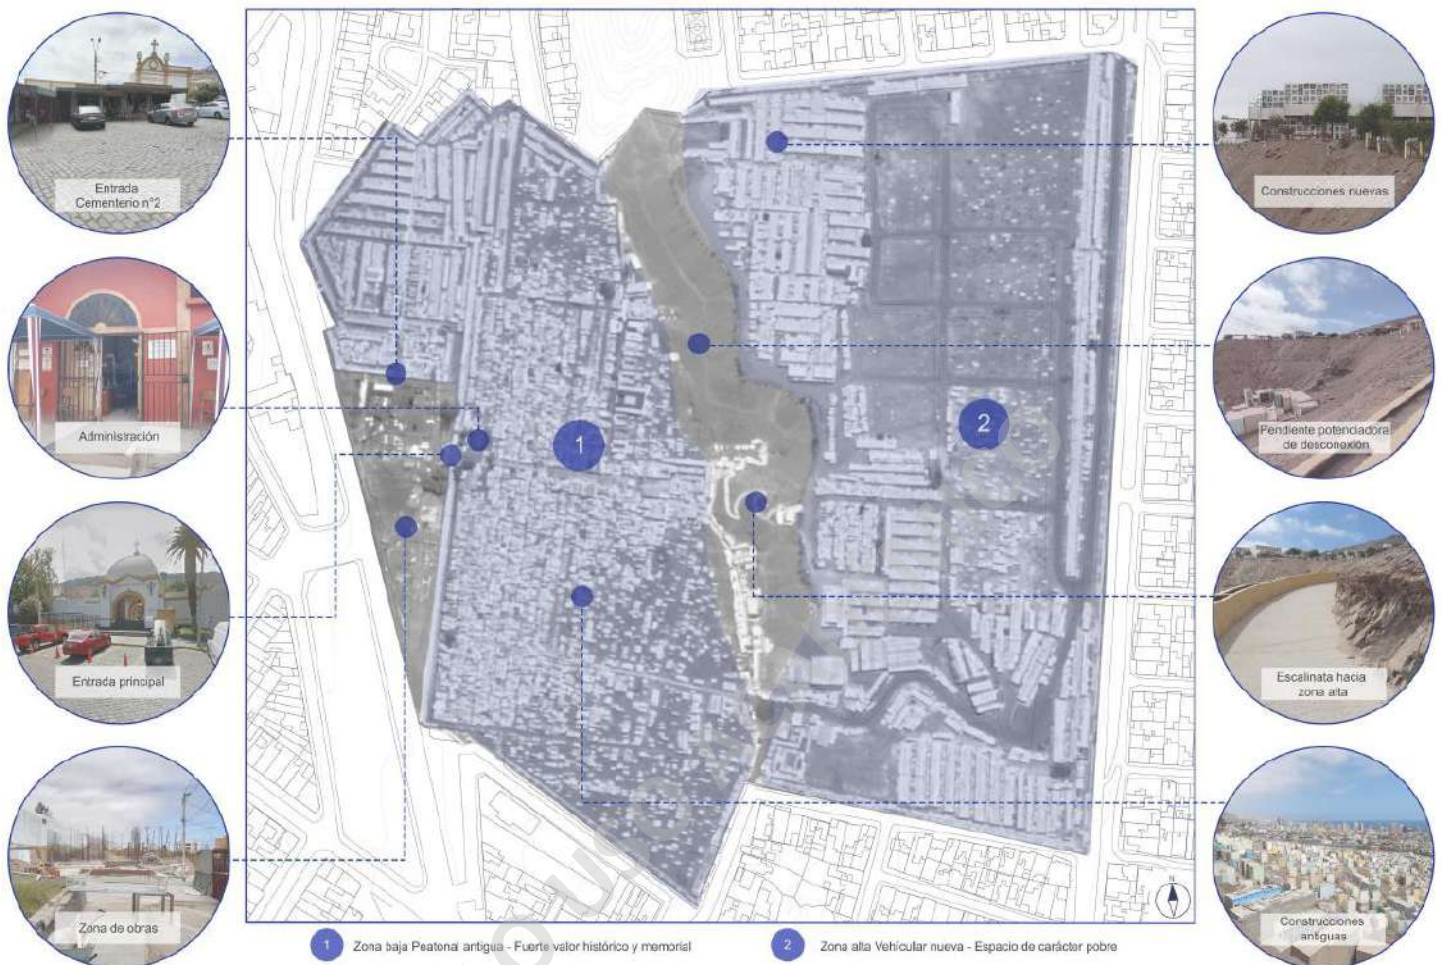 Entrada
Cementerio n°2
Administración
Entrada principal
Zona de obras
1
2
N
Construcciones nuevas
Pendiente potenciadora
de desconexión
Escalinata hacia
zona alta
Construcciones
antiguas
1 Zona baja Peatonal antigua - Fuerte valor histórico y memorial
2 Zona alta Vehícular nueva - Espacio de carácter pobre